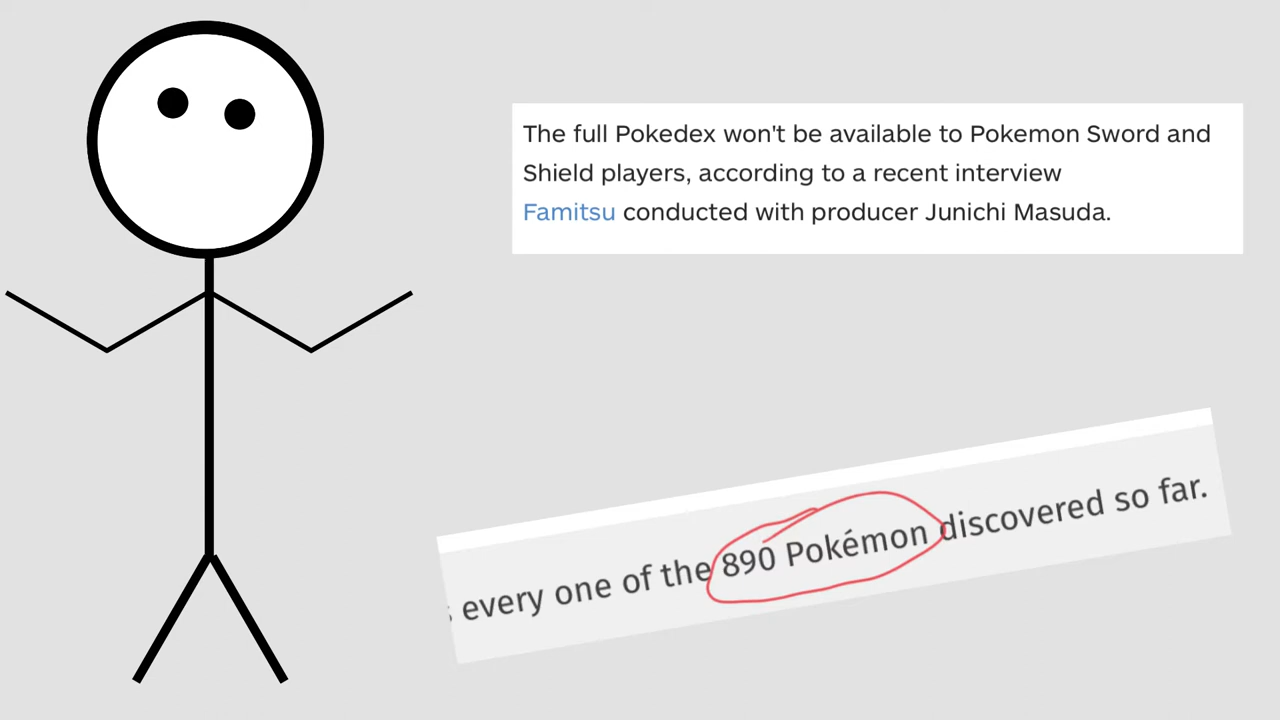 The full Pokedex won't be available to Pokemon Sword and
Shield players, according to a recent interview
Famitsu conducted with producer Junichi Masuda.
every one of the 890 Pokémon discovered so far.